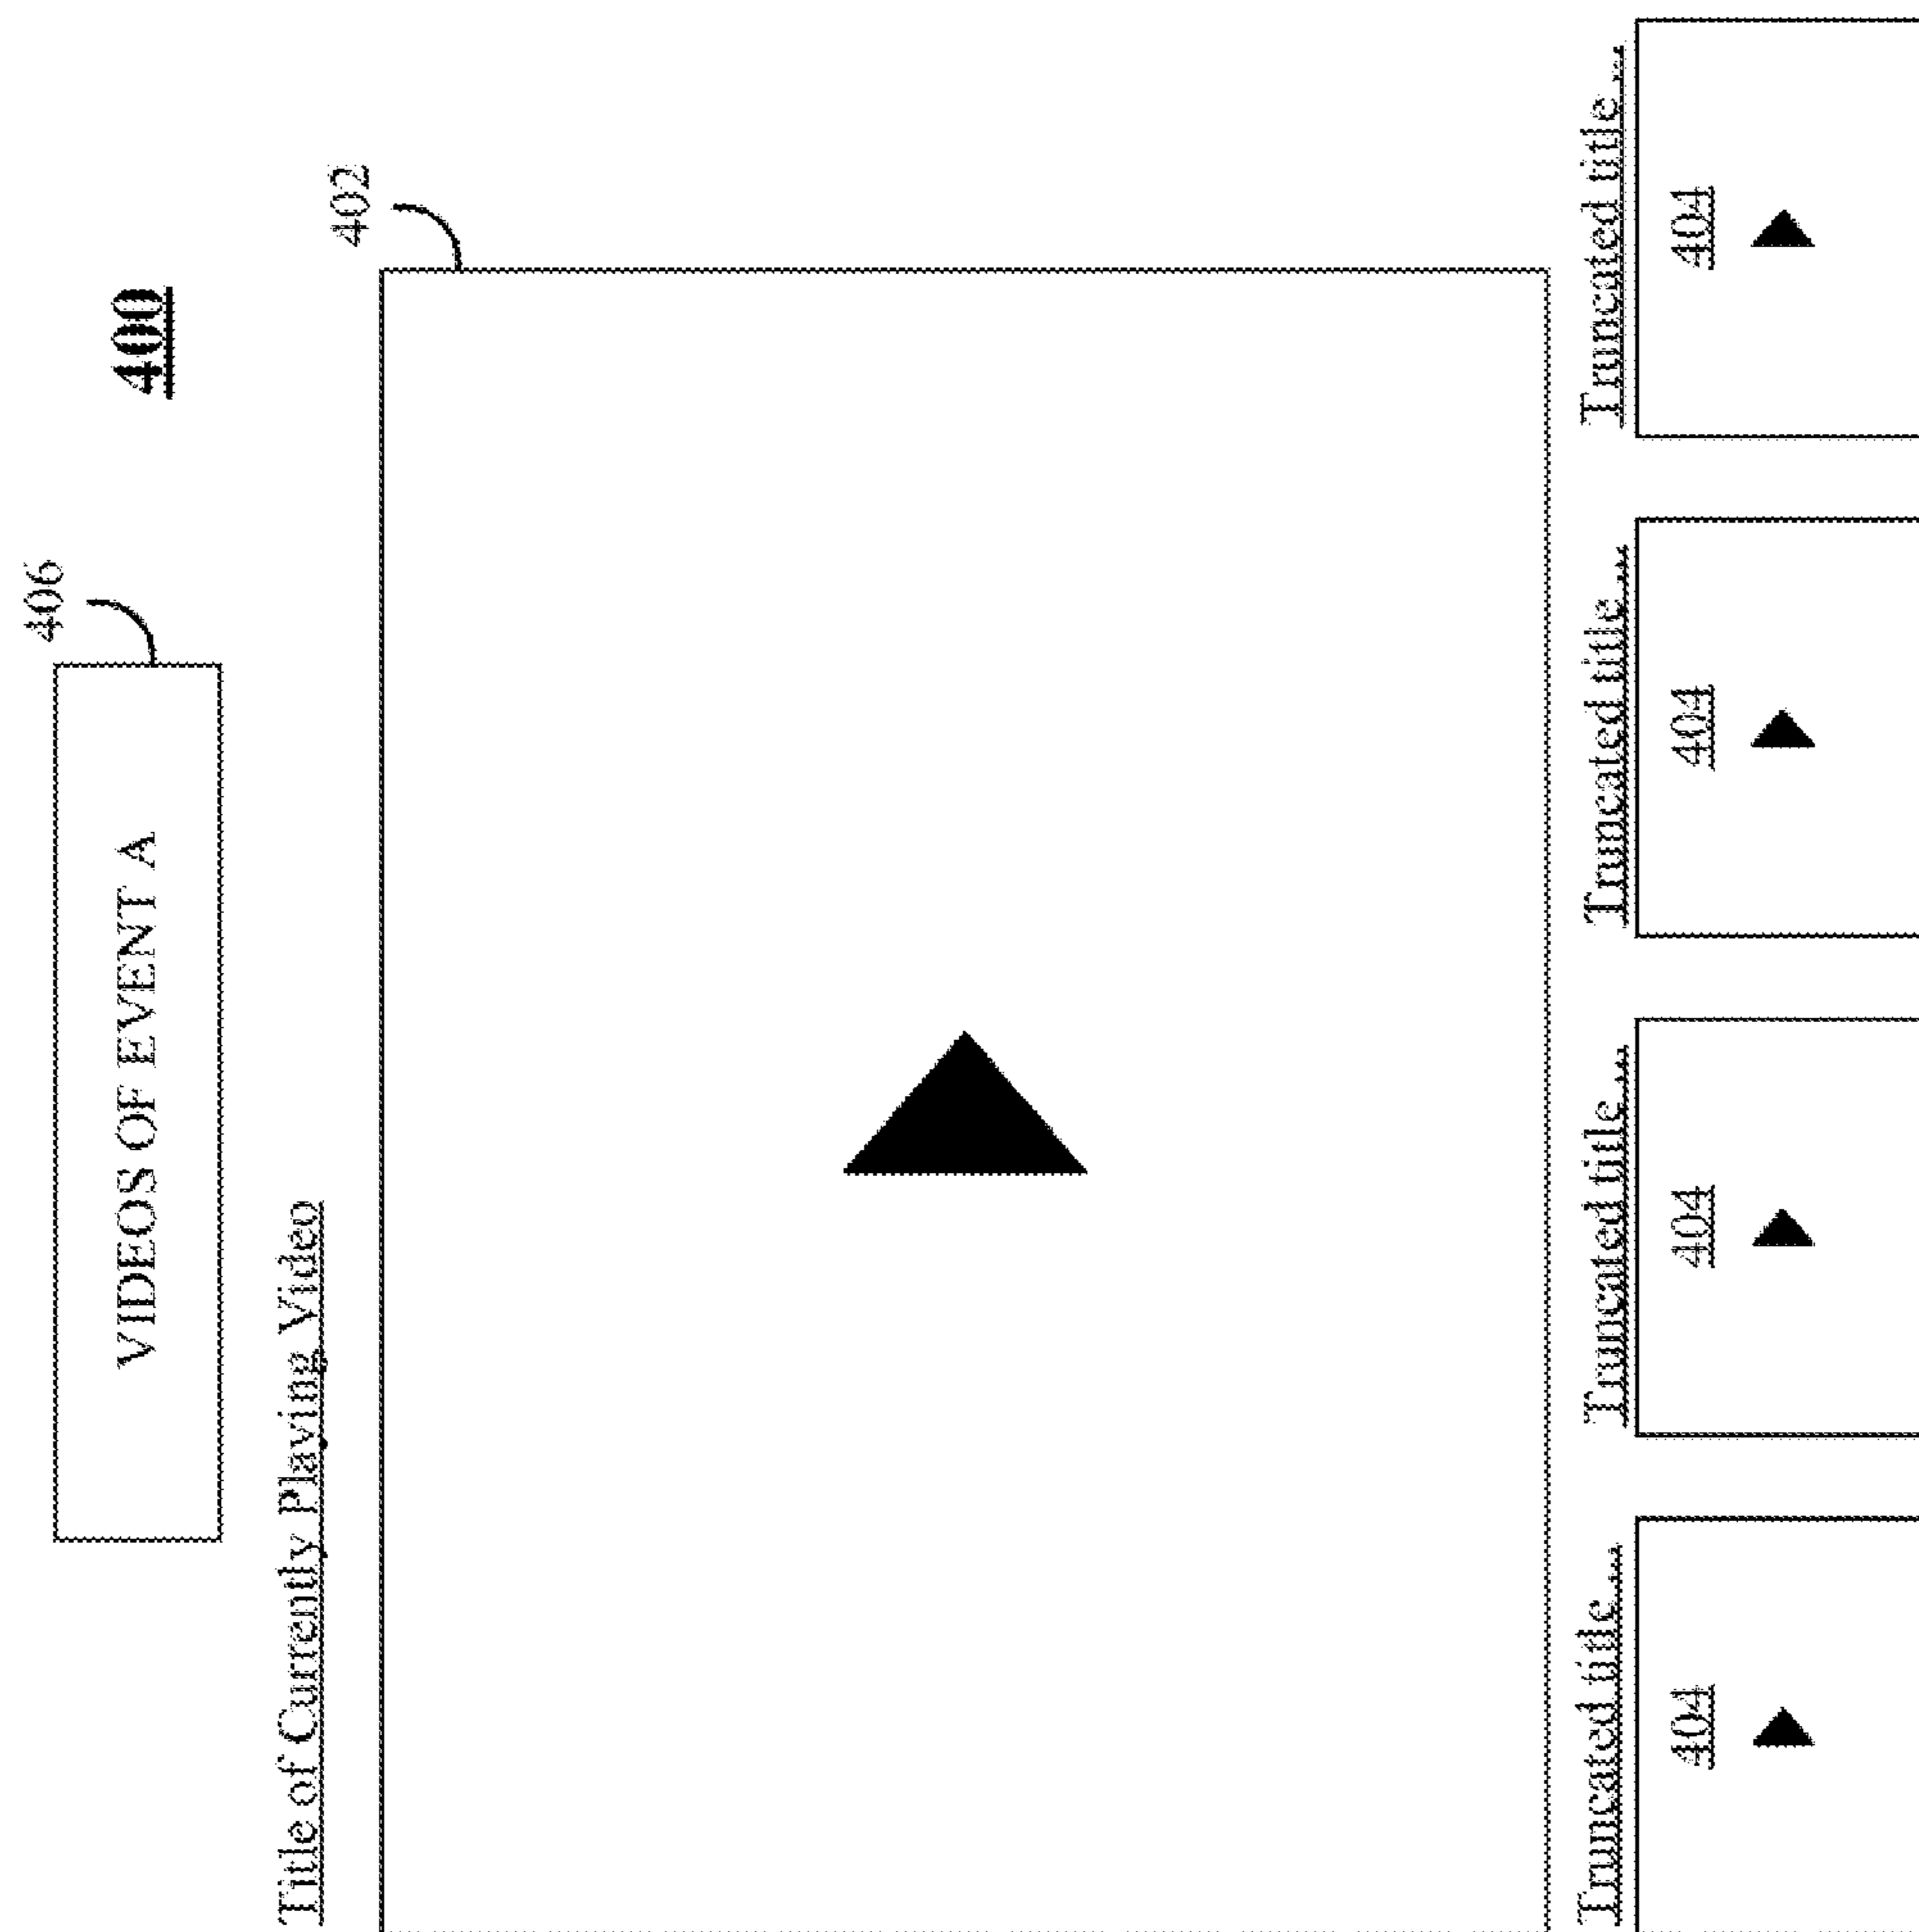 406
VIDEOS OF EVENT A
400
Title of Currently Playing Video
402
Truncated title ...
Truncated title ...
Truncated title ...
Truncated title ...
404
404
404
404